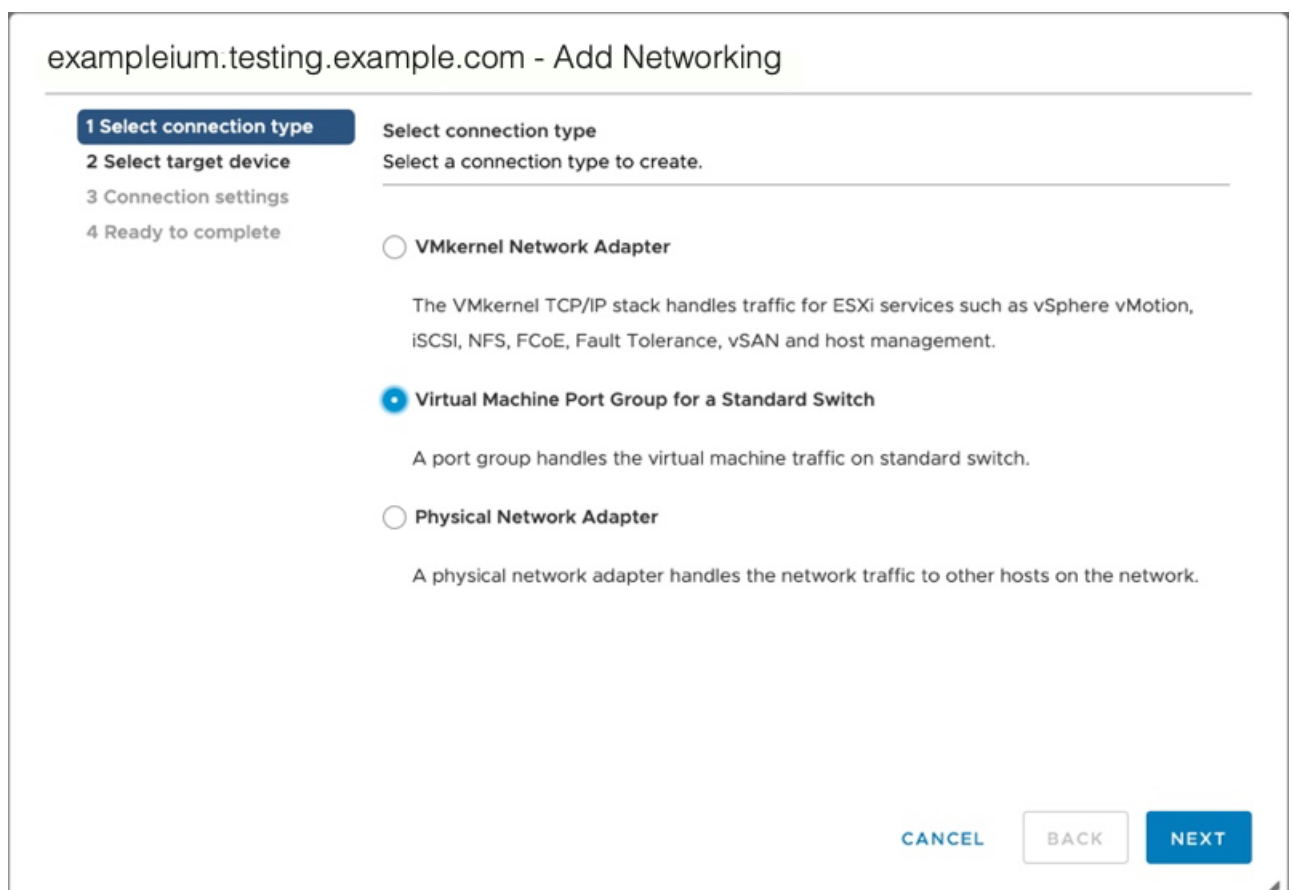 exampleium.testing.example.com - Add Networking
1 Select connection type
2 Select target device
3 Connection settings
4 Ready to complete
Select connection type
Select a connection type to create.
VMkernel Network Adapter
The VMkernel TCP/IP stack handles traffic for ESXi services such as vSphere vMotion,
iSCSI, NFS, FCoE, Fault Tolerance, vSAN and host management.
Virtual Machine Port Group for a Standard Switch
A port group handles the virtual machine traffic on standard switch.
Physical Network Adapter
A physical network adapter handles the network traffic to other hosts on the network.
CANCEL
BACK
NEXT